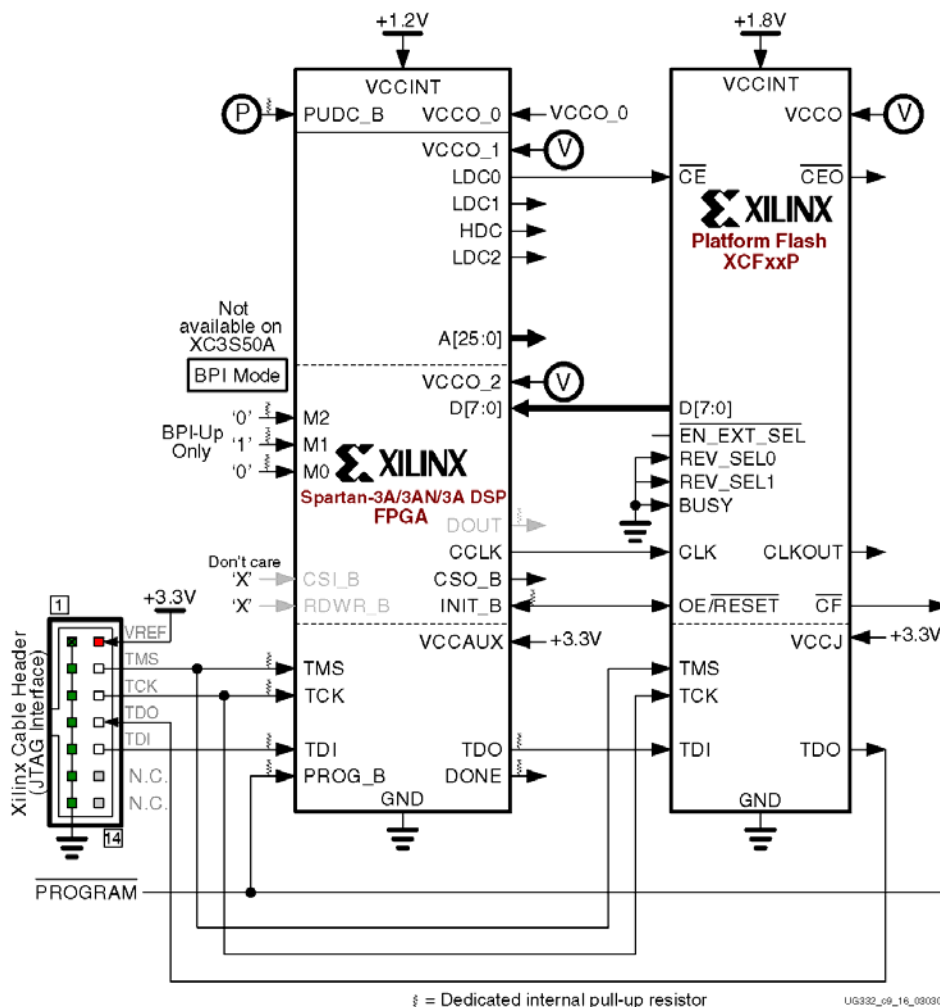 +1.2V
+1.8V
VCCINT
VCCINT
P
PUDC_B
VCCO_0
VCCO_0
VCCO
V
VCCO_1
V
LDC0
CE
CEO
LDC1
HDC
LDC2
XILINX
Platform Flash
XCFxxP
Not
available on
XC3S50A
A[25:0]
BPI Mode
VCCO_2
V
D[7:0]
D[7:0]
BPI-Up
Only
'0'
M2
'1'
M1
'0'
M0
EN_EXT_SEL
REV_SEL0
REV_SEL1
BUSY
XILINX
Spartan-3A/3AN/3A DSP
FPGA
DOUT
CCLK
CLK
CLKOUT
Don't care
'X'
CSI_B
CSO_B
'X'
RDWR_B
INIT_B
OE/RESET
CF
1
+3.3V
VREF
VCCAUX
+3.3V
VCCJ
+3.3V
Xilinx Cable Header
(JTAG Interface)
TMS
TMS
TMS
TCK
TCK
TCK
TDO
TDI
TDI
TDO
TDI
TDO
N.C.
PROG_B
DONE
N.C.
GND
GND
14
PROGRAM
= Dedicated internal pull-up resistor